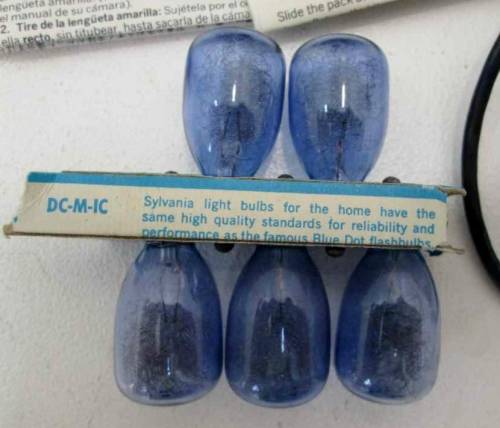 lengüeta amarilla
el manual de su cámara).
2. Tire de la lengüeta amarilla: Sujétela por el
ella recto, sin titubear, hasta sacarla de la cáma
Slide the pack
DC-M-IC
Sylvania light bulbs for the home have the
same high quality standards for reliability and
performance as the famous Blue Dot flashbulbs.